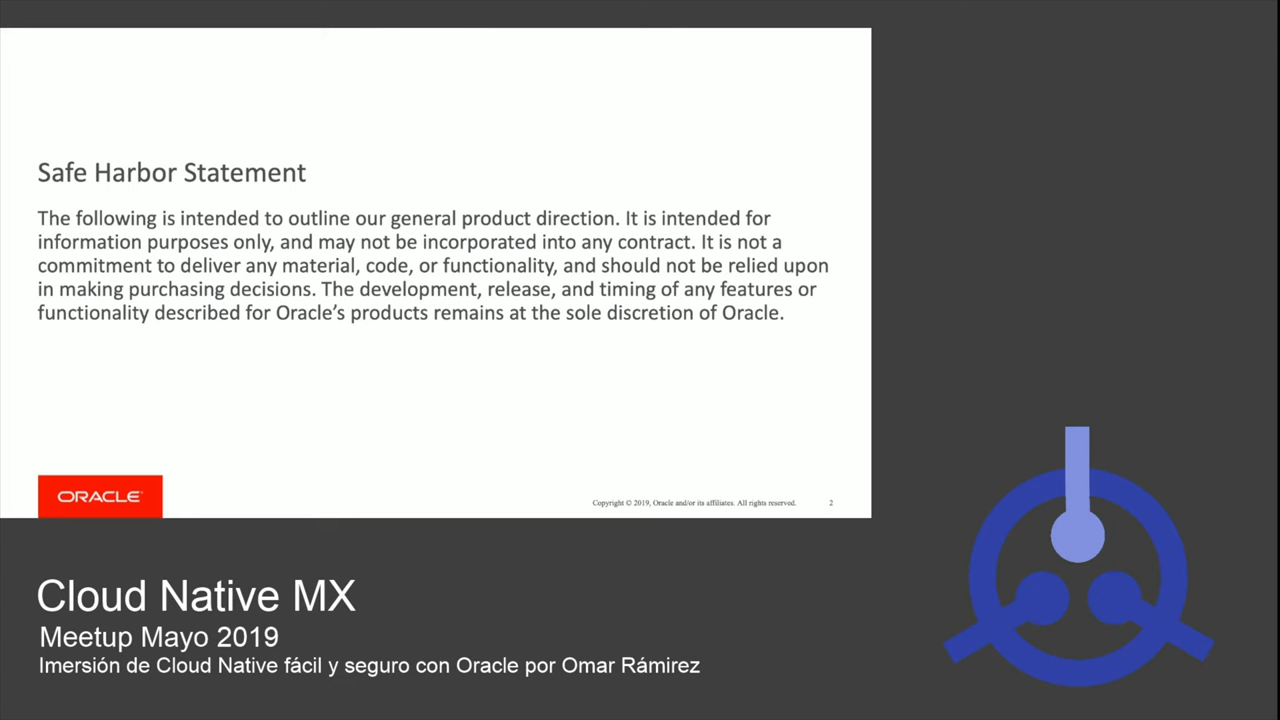 Safe Harbor Statement
The following is intended to outline our general product direction. It is intended for
information purposes only, and may not be incorporated into any contract. It is not a
commitment to deliver any material, code, or functionality, and should not be relied upon
in making purchasing decisions. The development, release, and timing of any features or
functionality described for Oracle’s products remains at the sole discretion of Oracle.
ORACLE
Copyright © 2019, Oracle and/or its affiliates. All rights reserved. 2
Cloud Native MX
Meetup Mayo 2019
Imersión de Cloud Native fácil y seguro con Oracle por Omar Rámirez